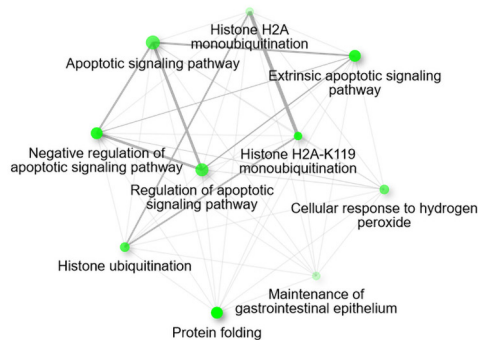 Histone H2A
monoubiquitination
Apoptotic signaling pathway
Extrinsic apoptotic signaling
pathway
Negative regulation of
apoptotic signaling pathway
Histone H2A-K119
monoubiquitination
Regulation of apoptotic
signaling pathway
Cellular response to hydrogen
peroxide
Histone ubiquitination
Maintenance of
gastrointestinal epithelium
Protein folding